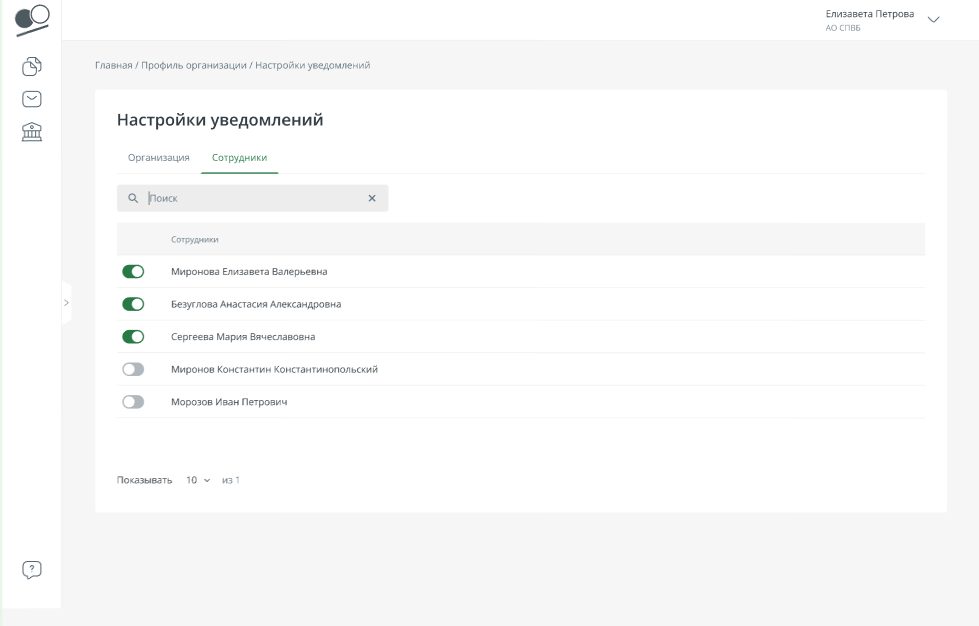 Елизавета Петрова
АО СПВБ
Главная / Профиль организации / Настройки уведомлений
Настройки уведомлений
Организация Сотрудники
Поиск
Сотрудники
Миронова Елизавета Валерьевна
Безуглова Анастасия Александровна
Сергеева Мария Вячеславовна
Миронов Константин Константинопольский
Морозов Иван Петрович
Показывать 10 из 1
?